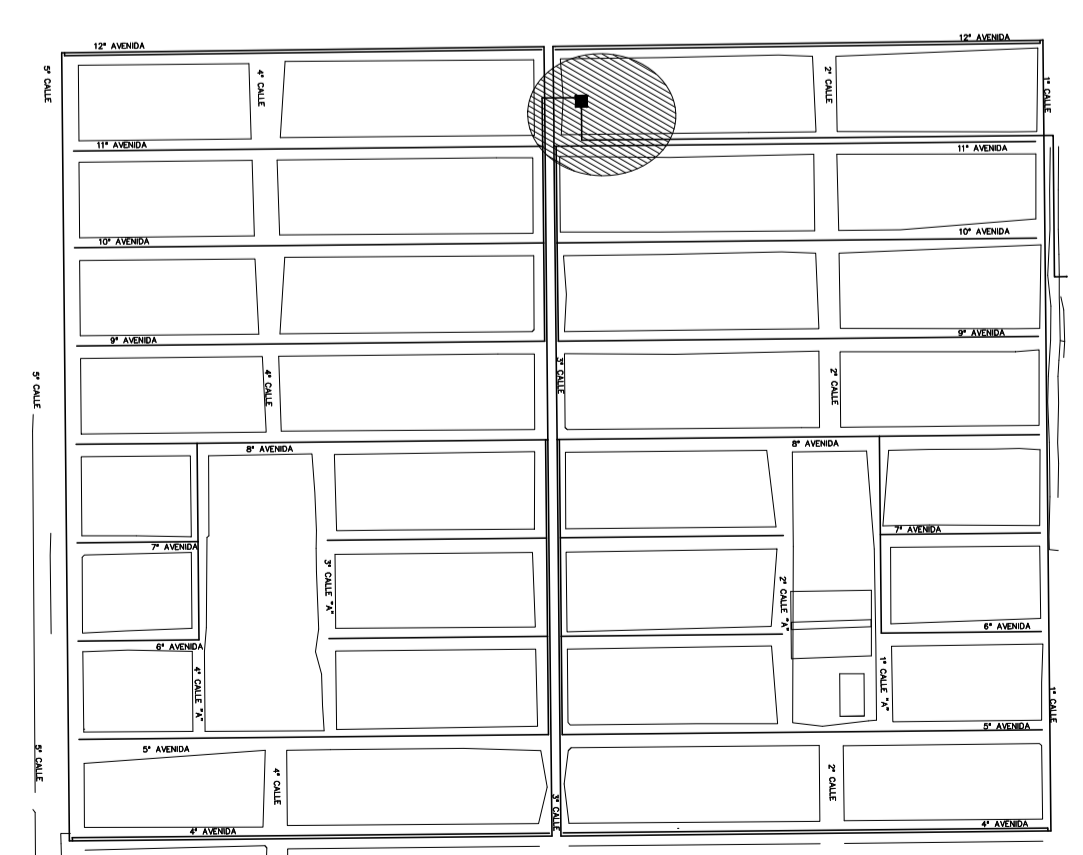 12ª AVENIDA
12ª AVENIDA
5ª CALLE
4ª CALLE
2ª CALLE
1ª CALLE
11ª AVENIDA
11ª AVENIDA
10ª AVENIDA
10ª AVENIDA
9ª AVENIDA
9ª AVENIDA
5ª CALLE
4ª CALLE
3ª CALLE
2ª CALLE
8ª AVENIDA
8ª AVENIDA
7ª AVENIDA
7ª AVENIDA
3ª CALLE "A"
2ª CALLE "A"
6ª AVENIDA
6ª AVENIDA
4ª CALLE "A"
1ª CALLE "A"
1ª CALLE
5ª AVENIDA
5ª AVENIDA
5ª CALLE
4ª CALLE
3ª CALLE
2ª CALLE
4ª AVENIDA
4ª AVENIDA